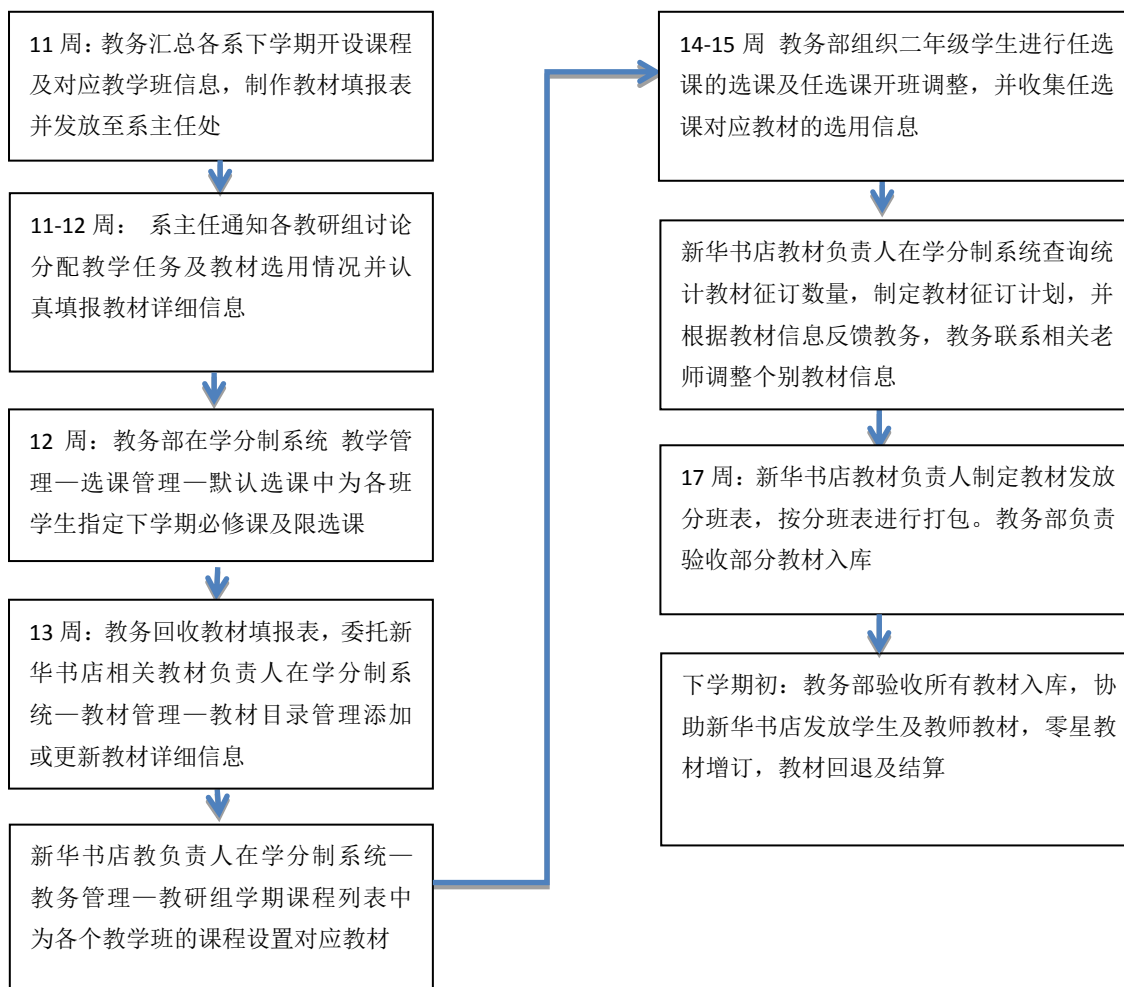 11 周：教务汇总各系下学期开设课程
及对应教学班信息，制作教材填报表
并发放至系主任处
11-12 周： 系主任通知各教研组讨论
分配教学任务及教材选用情况并认
真填报教材详细信息
12 周：教务部在学分制系统 教学管
理—选课管理—默认选课中为各班
学生指定下学期必修课及限选课
13 周：教务回收教材填报表，委托新
华书店相关教材负责人在学分制系
统—教材管理—教材目录管理添加
或更新教材详细信息
新华书店教负责人在学分制系统—
教务管理—教研组学期课程列表中
为各个教学班的课程设置对应教材
14-15 周 教务部组织二年级学生进行任选
课的选课及任选课开班调整，并收集任选
课对应教材的选用信息
新华书店教材负责人在学分制系统查询统
计教材征订数量，制定教材征订计划，并
根据教材信息反馈教务，教务联系相关老
师调整个别教材信息
17 周：新华书店教材负责人制定教材发放
分班表，按分班表进行打包。教务部负责
验收部分教材入库
下学期初：教务部验收所有教材入库，协
助新华书店发放学生及教师教材，零星教
材增订，教材回退及结算